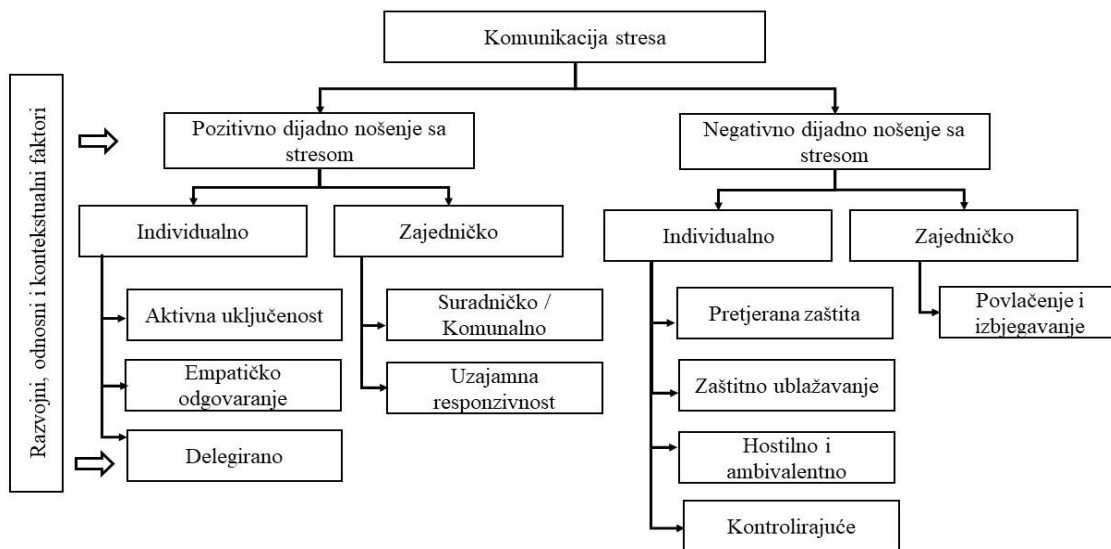 Komunikacija stresa
Razvojni, odnosni i kontekstualni faktori
Pozitivno dijadno nošenje sa
stresom
Negativno dijadno nošenje sa
stresom
Individualno
Zajedničko
Individualno
Zajedničko
Aktivna uključenost
Empatičko
odgovaranje
Delegirano
Suradničko /
Komunalno
Uzajamna
responzivnost
Pretjerana zaštita
Zaštitno ublažavanje
Hostilno i
ambivalentno
Kontrolirajuće
Povlačenje i
izbjegavanje